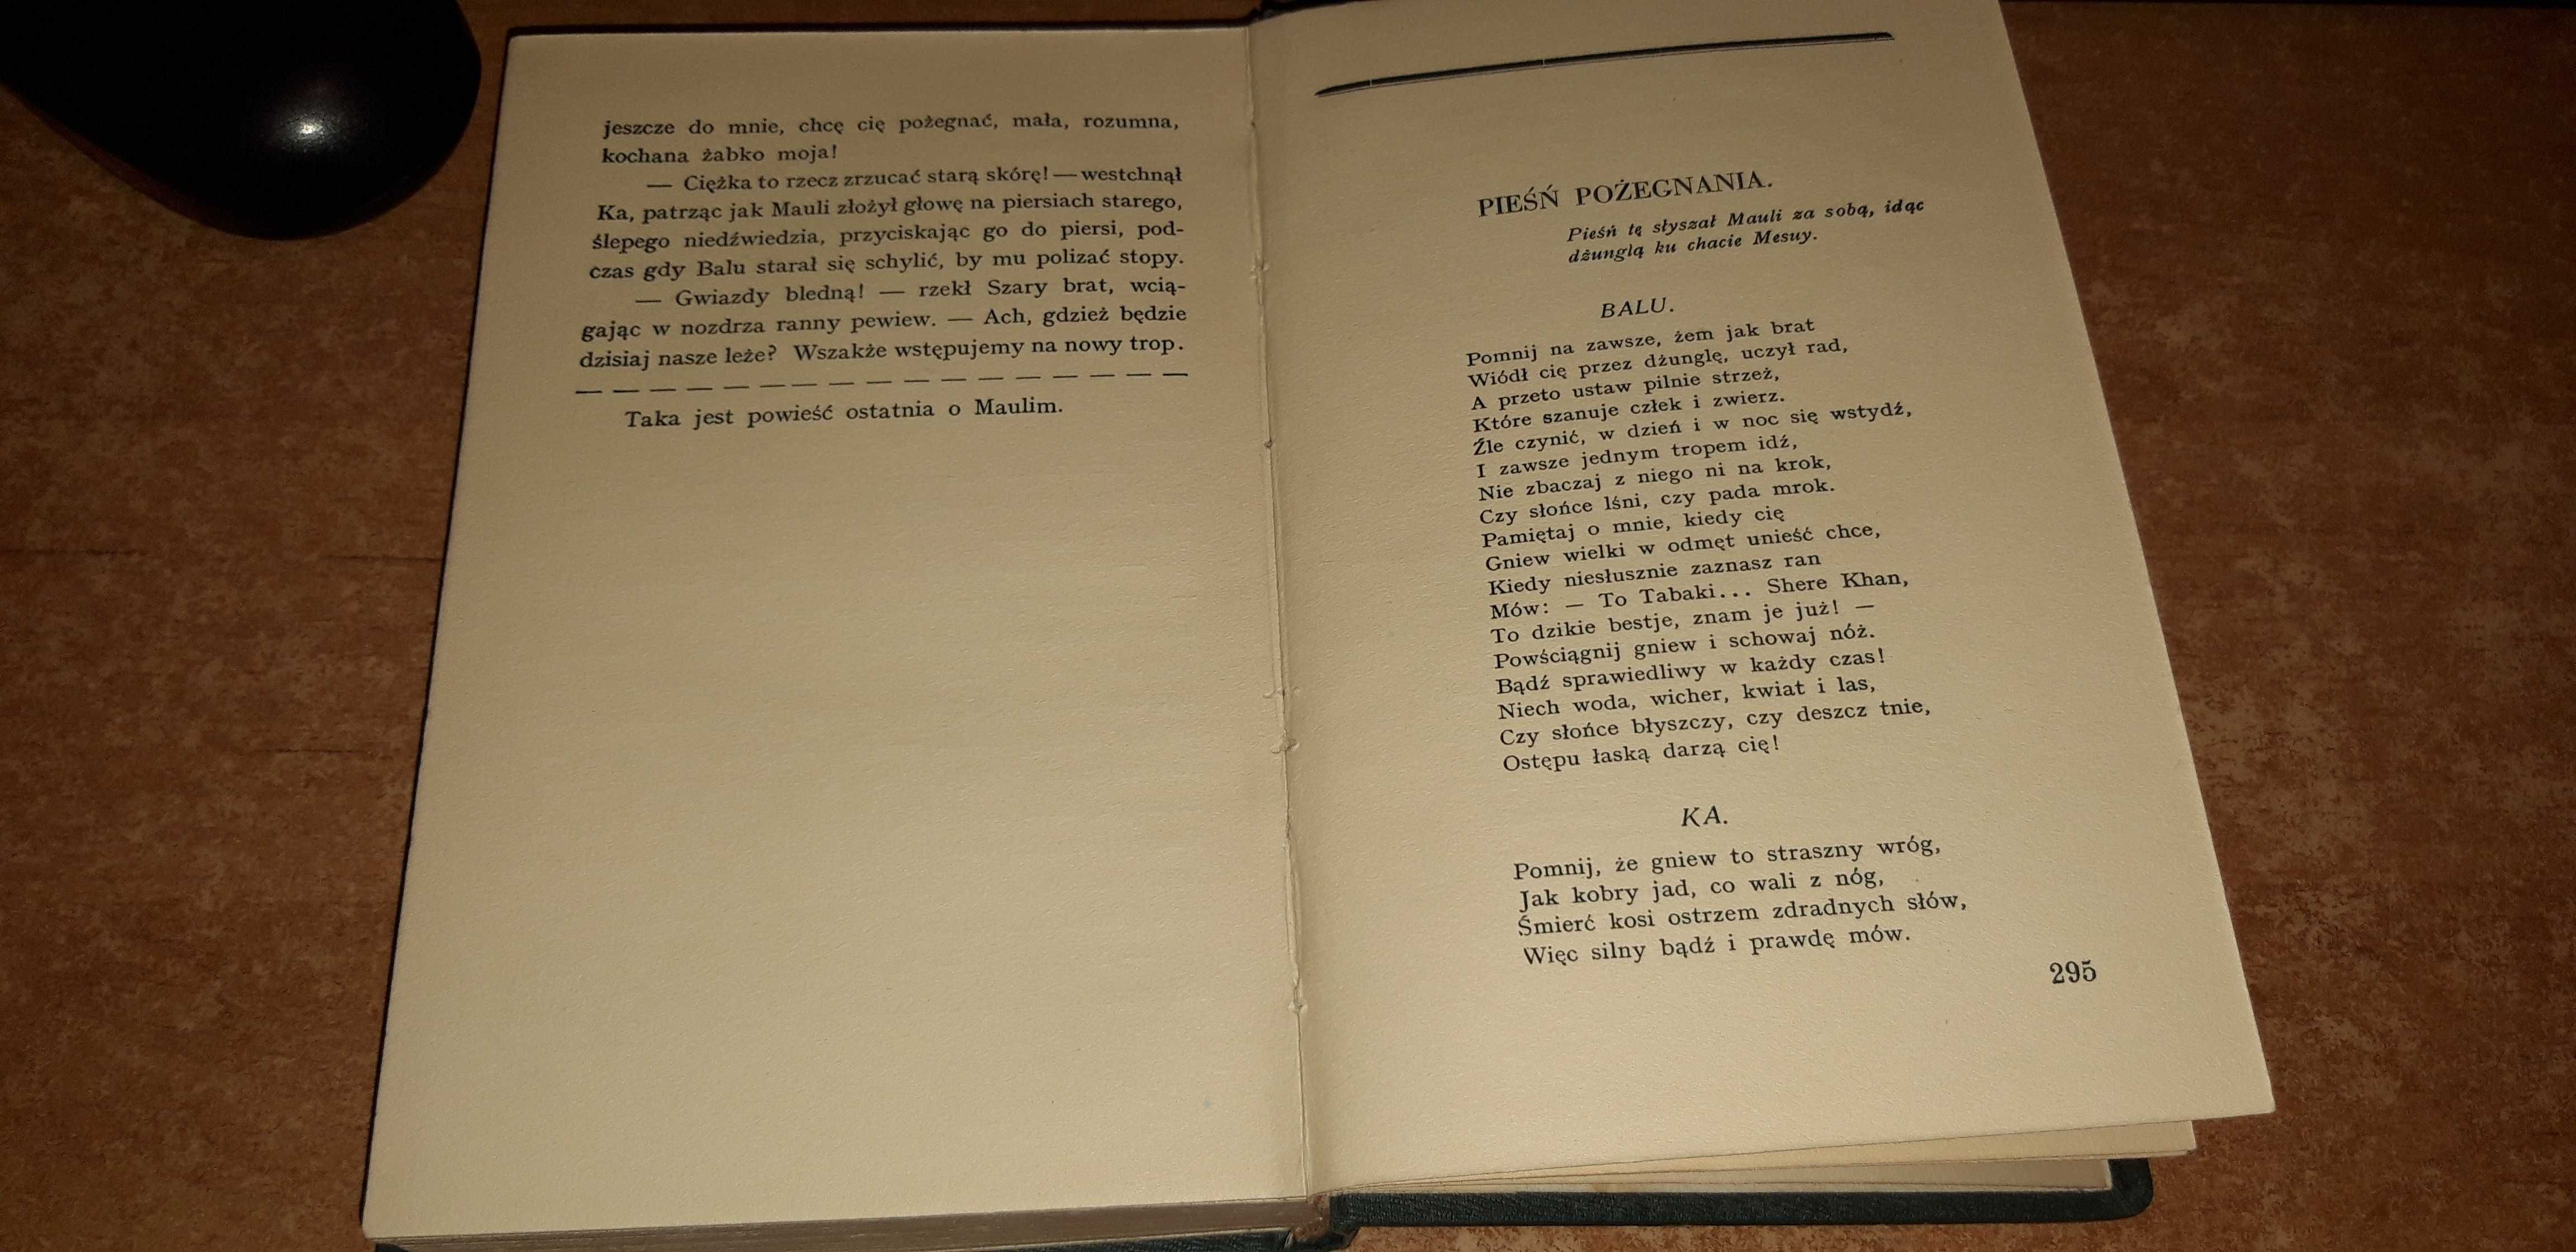 jeszcze do mnie, chcę cię pożegnać, mała, rozumna,
kochana żabko moja!
— Ciężka to rzecz zrzucać starą skórę! — westchnął
Ka, patrząc jak Mauli złożył głowę na piersiach starego,
ślepego niedźwiedzia, przyciskając go do piersi, pod-
czas gdy Balu starał się schylić, by mu polizać stopy.
— Gwiazdy bledną! — rzekł Szary brat, wcią-
gając w nozdrza ranny pewiew. — Ach, gdzież będzie
dzisiaj nasze leże? Wszakże wstępujemy na nowy trop.
— — — — — — — — — — — — — — — — —
Taka jest powieść ostatnia o Maulim.
PIEŚŃ POŻEGNANIA.
Pieśń tę słyszał Mauli za sobą, idąc
dżunglą ku chacie Mesuy.
BALU.
Pomnij na zawsze, żem jak brat
Wiódł cię przez dżunglę, uczył rad,
A przeto ustaw pilnie strzeż,
Które szanuje człek i zwierz.
Źle czynić, w dzień i w noc się wstydź,
I zawsze jednym tropem idź,
Nie zbaczaj z niego ni na krok,
Czy słońce lśni, czy pada mrok.
Pamiętaj o mnie, kiedy cię
Gniew wielki w odmęt unieść chce,
Kiedy niesłusznie zaznasz ran
Mów: — To Tabaki... Shere Khan,
To dzikie bestje, znam je już! —
Powściągnij gniew i schowaj nóż.
Bądź sprawiedliwy w każdy czas!
Niech woda, wicher, kwiat i las,
Czy słońce błyszczy, czy deszcz tnie,
Ostępu łaską darzą cię!
KA.
Pomnij, że gniew to straszny wróg,
Jak kobry jad, co wali z nóg,
Śmierć kosi ostrzem zdradnych słów,
Więc silny bądź i prawdę mów.
295